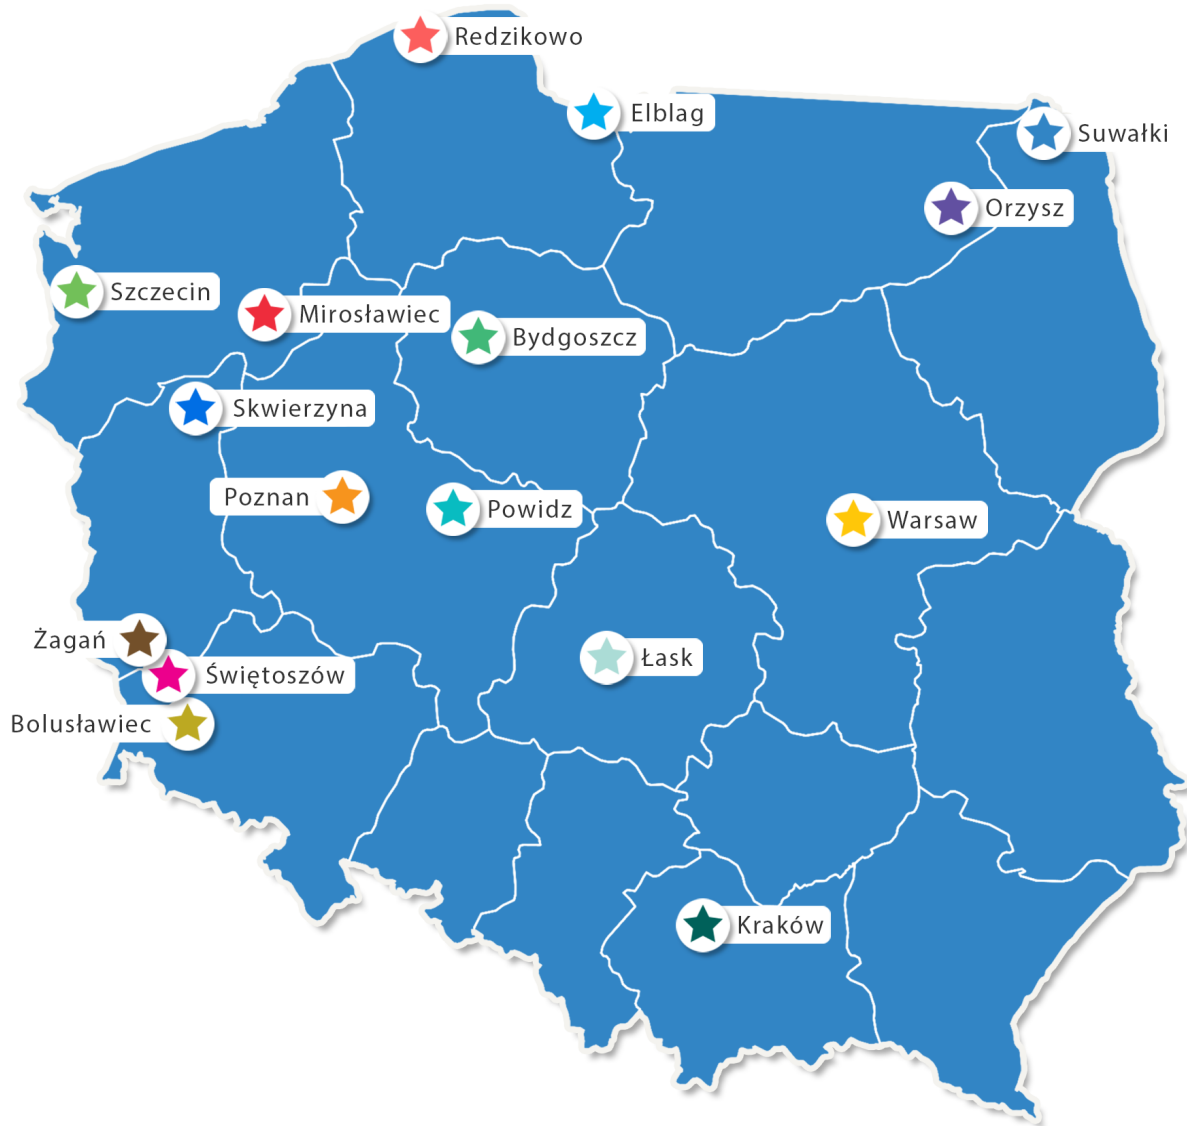 Redzikowo
Elblag
Suwałki
Orzysz
Szczecin
Mirosławiec
Bydgoszcz
Skwierzyna
Poznan
Powidz
Warsaw
Żagań
Łask
Świętoszów
Bolusławiec
Kraków